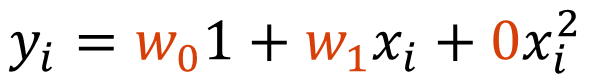 yᵢ = w₀1 + w₁xᵢ + 0xᵢ²